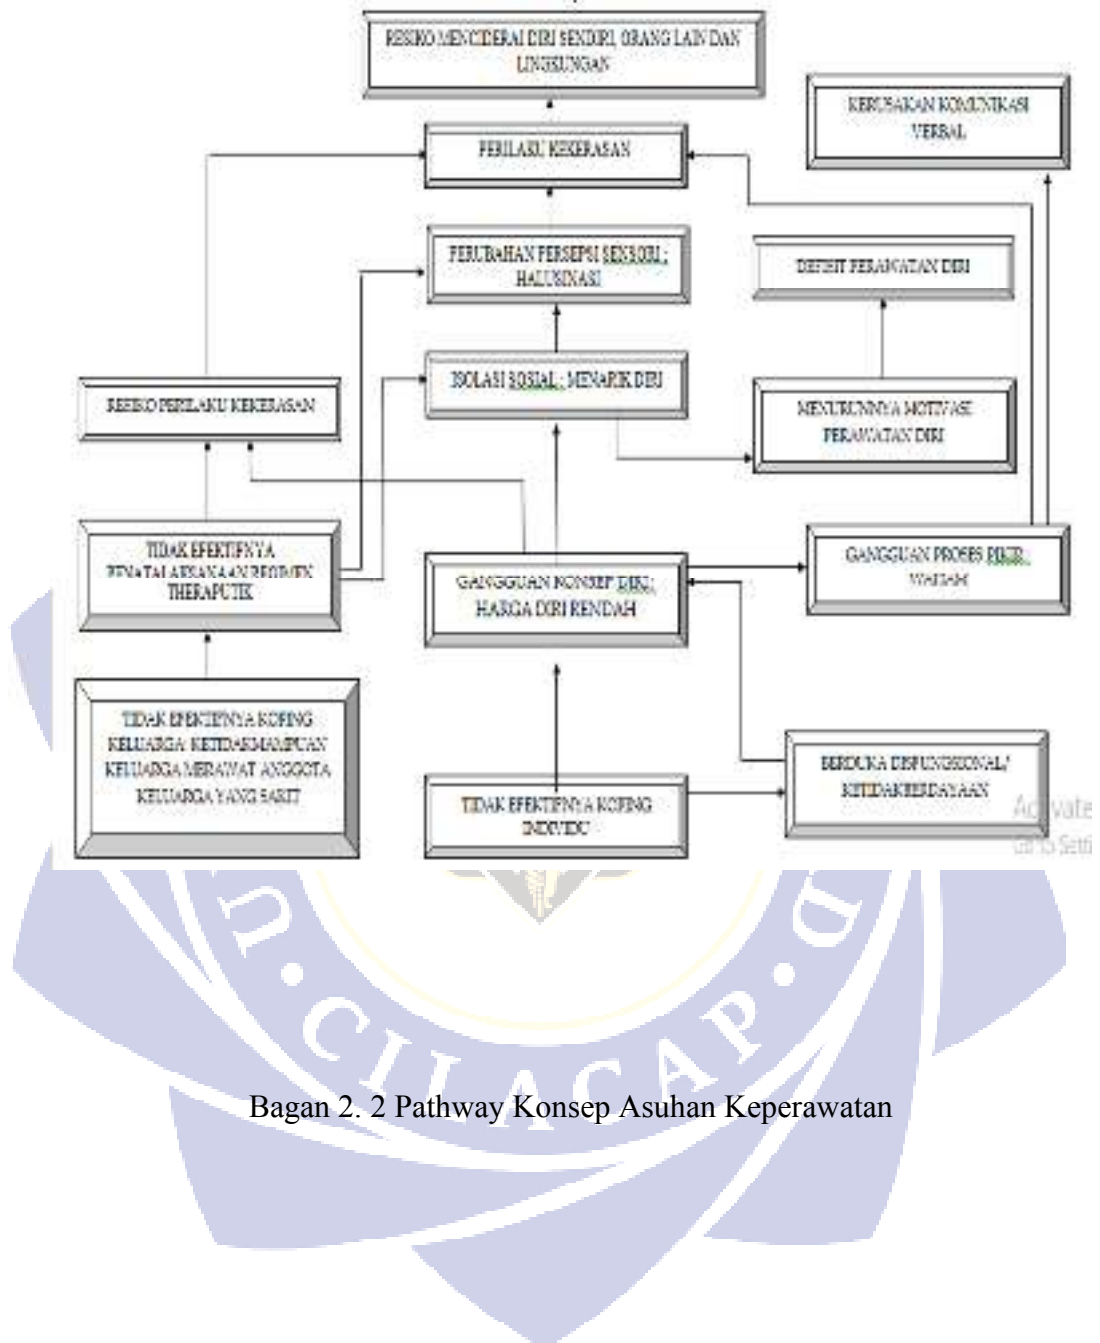 RESIKO MENCIDERAI DIRI SENDIRI, ORANG LAIN DAN
LINGKUNGAN
KERUSAKAN KOMUNIKASI
VERBAL
PERILAKU KEKERASAN
PERUBAHAN PERSEPSI SENSORI :
HALUSINASI
DEFISIT PERAWATAN DIRI
ISOLASI SOSIAL : MENARIK DIRI
RESIKO PERILAKU KEKERASAN
MENURUNNYA MOTIVASI
PERAWATAN DIRI
TIDAK EFEKTIFNYA
PENATALAKSANAAN REGIMEN
THERAPUTIK
GANGGUAN KONSEP DIRI :
HARGA DIRI RENDAH
GANGGUAN PROSES PIKIR :
WAHAM
TIDAK EFEKTIFNYA KOPING
KELUARGA: KETIDAKMAMPUAN
KELUARGA MERAWAT ANGGOTA
KELUARGA YANG SAKIT
TIDAK EFEKTIFNYA KOPING
INDIVIDU
BERDUKA DISFUNGSIONAL/
KETIDAKBERDAYAAN
CILACAP
Bagan 2. 2 Pathway Konsep Asuhan Keperawatan